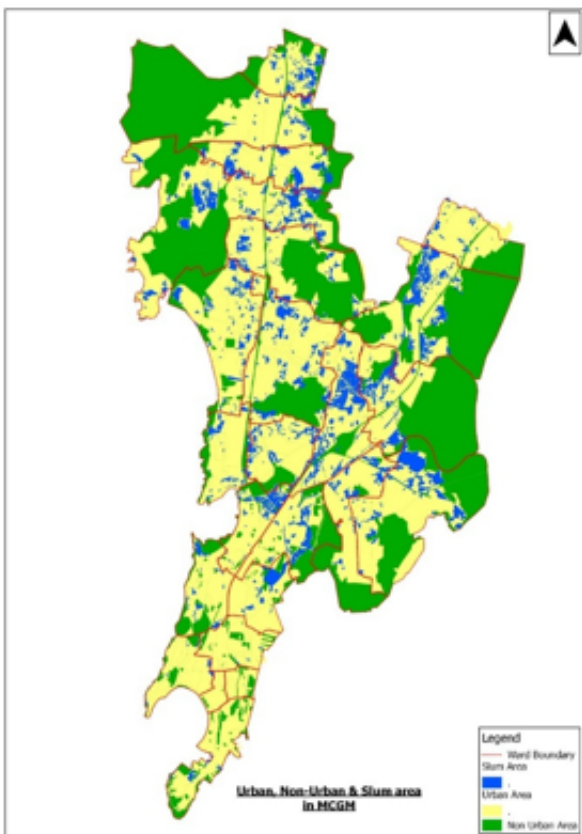 Urban, Non-Urban & Slum area
in MCGM
Legend
Ward Boundary
Slum Area
,
Urban Area
,
Non Urban Area